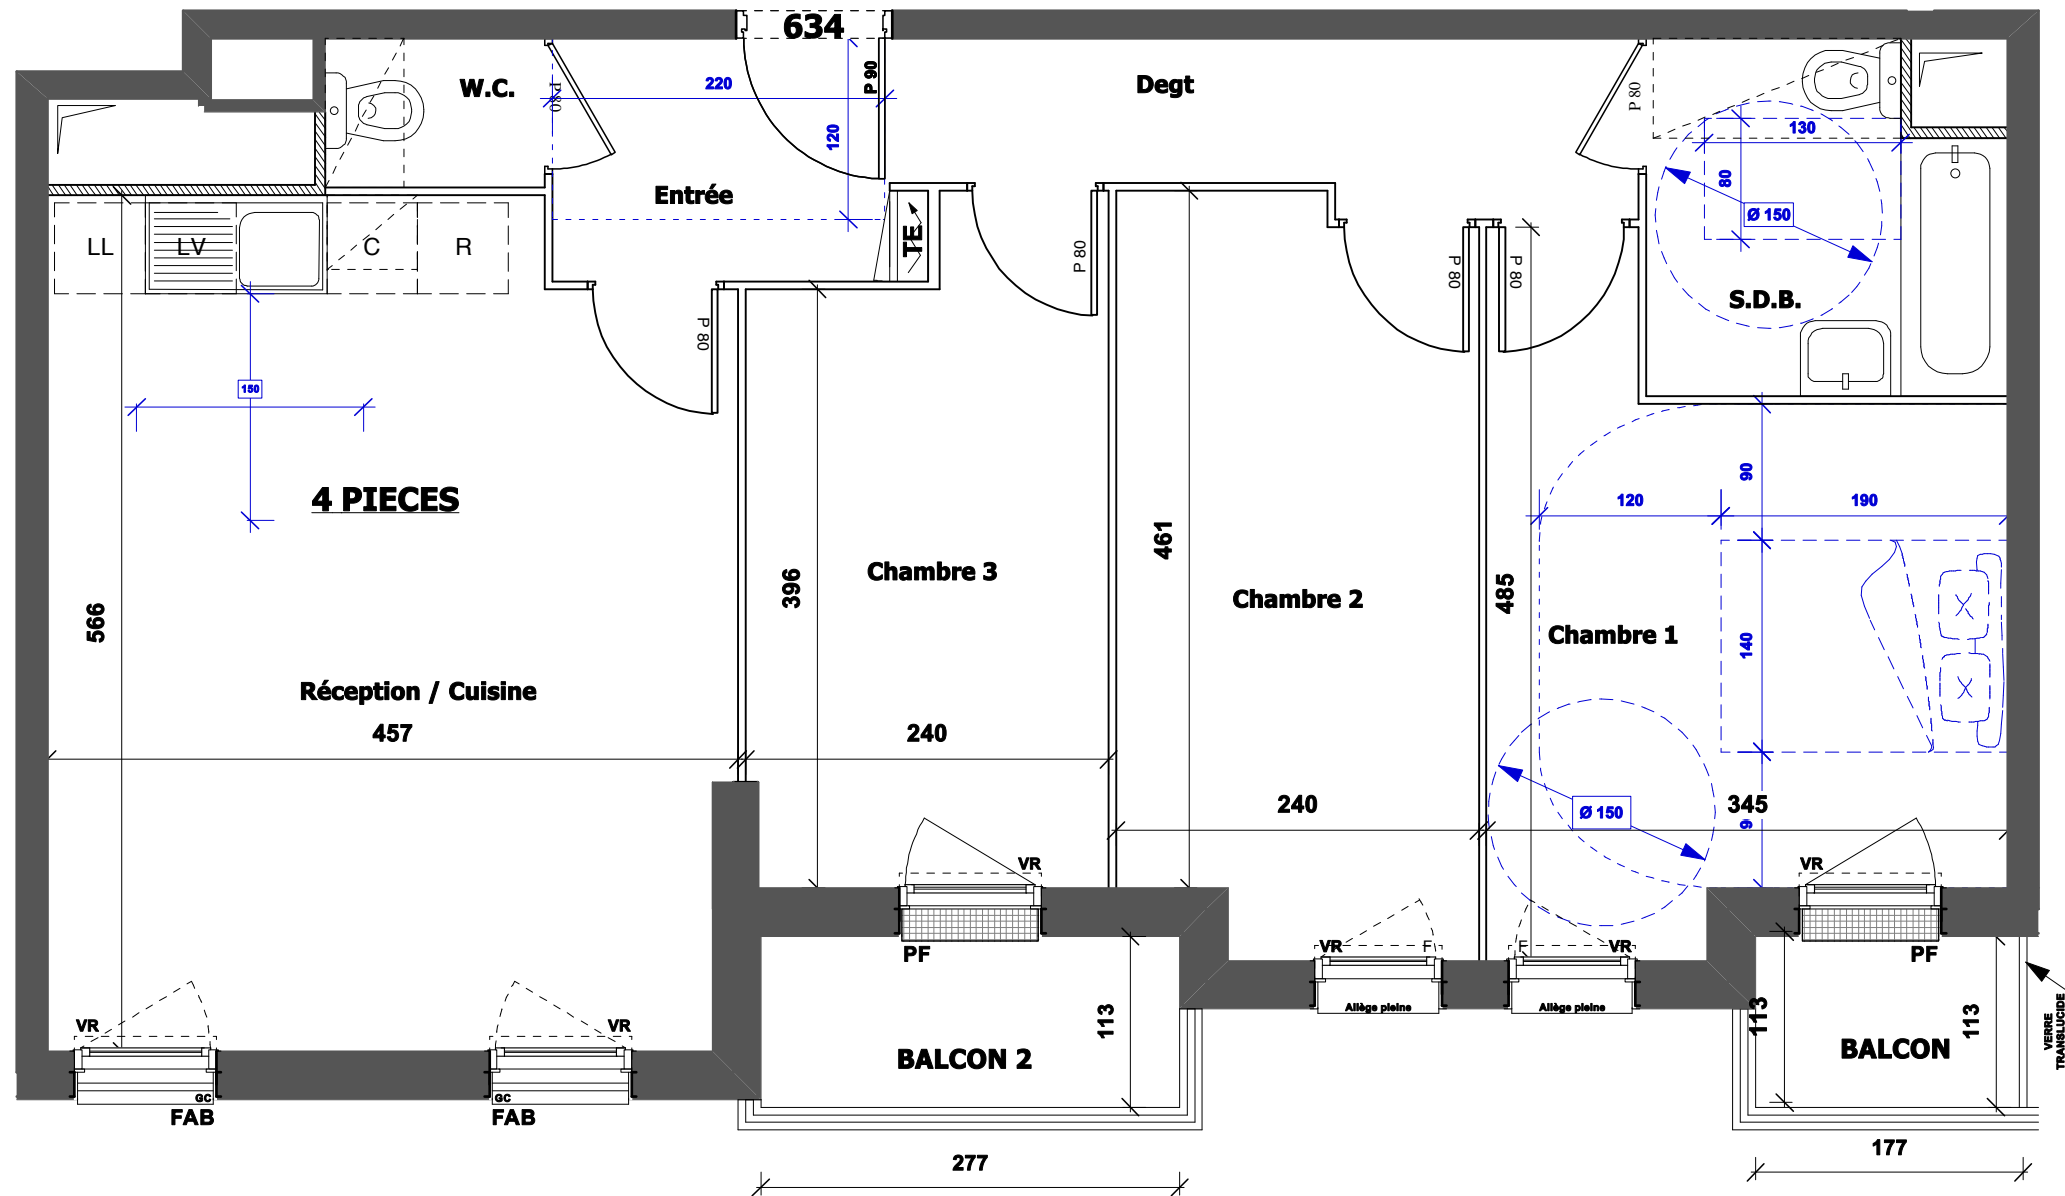 634
W.C.
P 80
220
P 90
120
Degt
P 80
130
80
Ø 150
Entrée
TE
S.D.B.
LL
LV
C
R
P 80
P 80
P 80
P 80
150
4 PIECES
90
120
190
461
Chambre 3
396
485
Chambre 2
566
Chambre 1
140
Réception / Cuisine
457
240
240
345
Ø 150
9
VR
VR
PF
VR
F
F
VR
PF
Allège pleine
Allège pleine
VR
VR
113
113
113
VERRE
TRANSLUCIDE
BALCON 2
BALCON
GC
GC
FAB
FAB
277
177